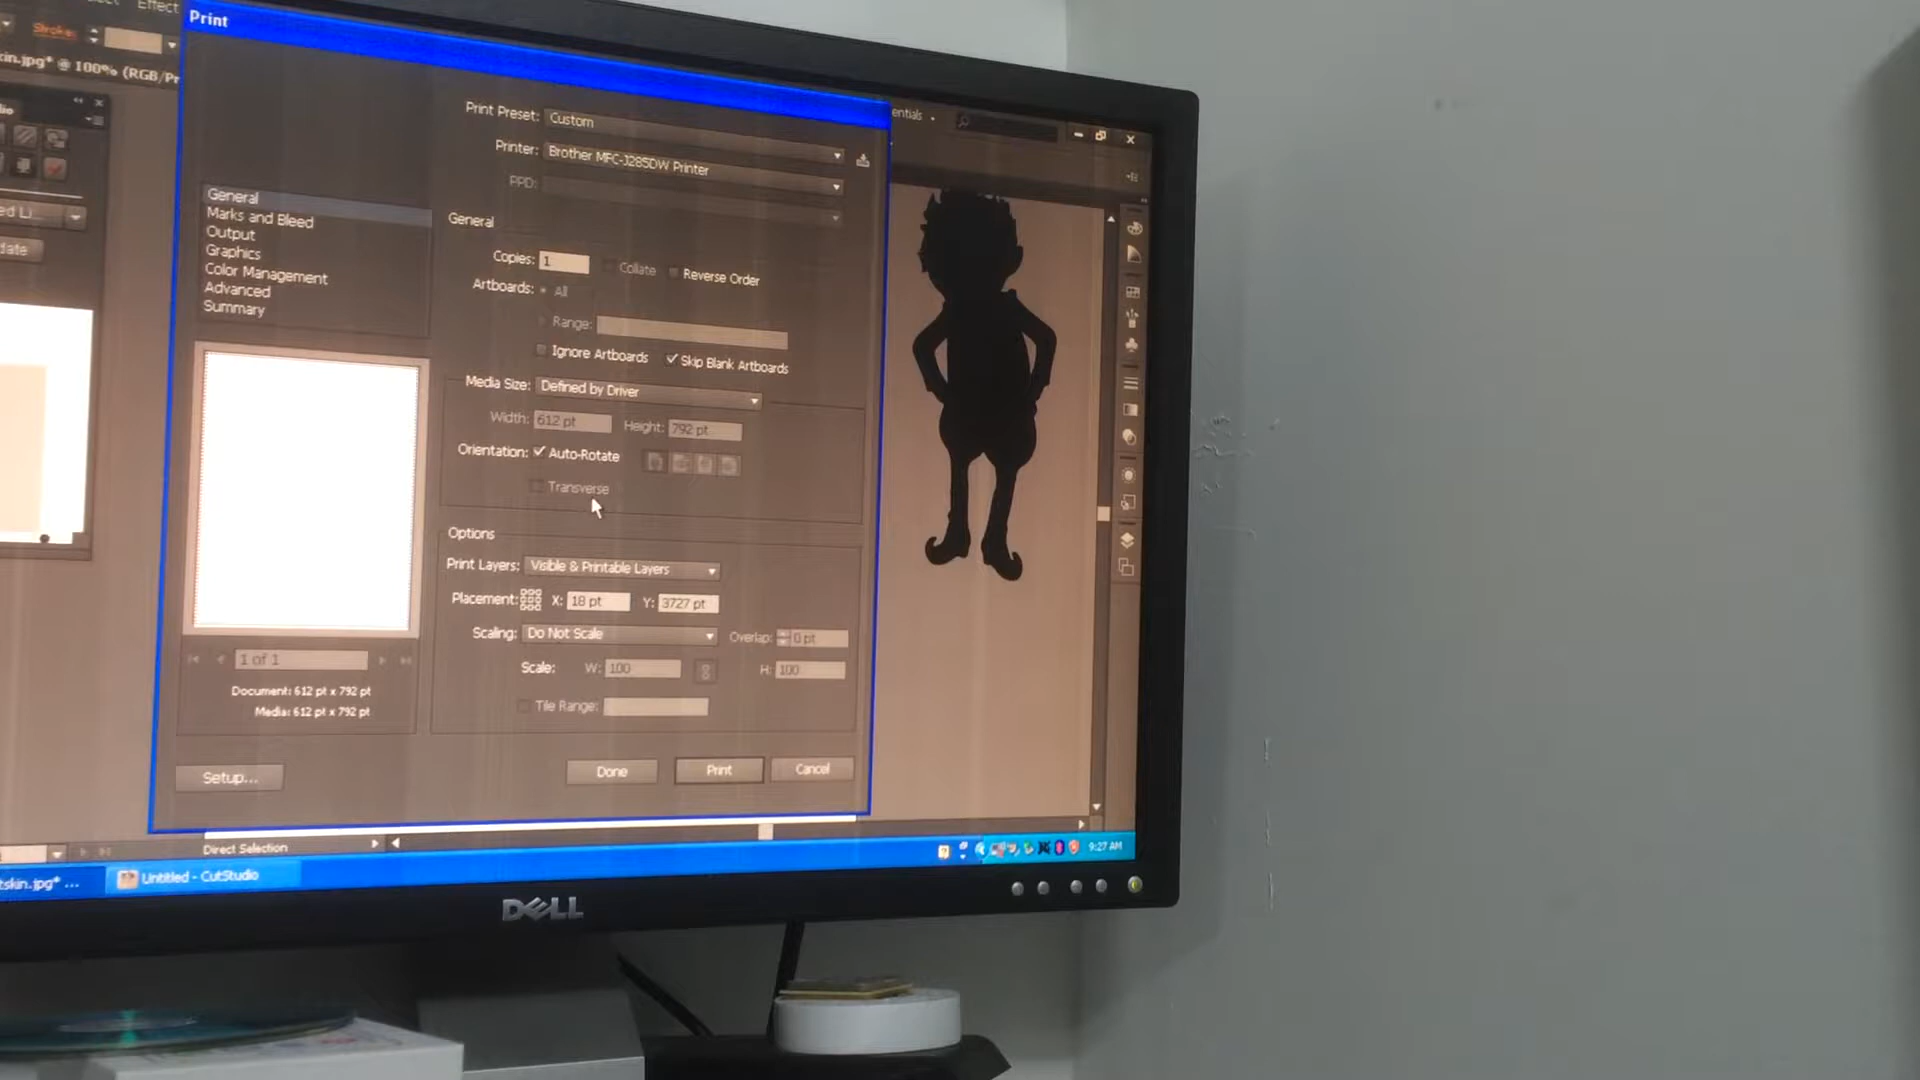 Effect
Print
Stroke:
kin.jpg* @ 100% (RGB/Pr
Print Preset: Custom
entials
Printer: Brother MFC-J285DW Printer
PPD:
General
Marks and Bleed
Output
Graphics
Color Management
Advanced
Summary
General
Copies: 1
Collate
Reverse Order
Artboards: All
Range:
Ignore Artboards
Skip Blank Artboards
Media Size: Defined by Driver
Width: 612 pt
Height: 792 pt
Orientation: Auto-Rotate
Transverse
Options
Print Layers: Visible & Printable Layers
Placement: X: 18 pt Y: 3727 pt
Scaling: Do Not Scale
Overlap: 0 pt
Scale: W: 100 H: 100
Tile Range:
1 of 1
Document: 612 pt x 792 pt
Media: 612 pt x 792 pt
Setup...
Done
Print
Cancel
Direct Selection
tskin.jpg* ...
Untitled - CutStudio
9:27 AM
DELL